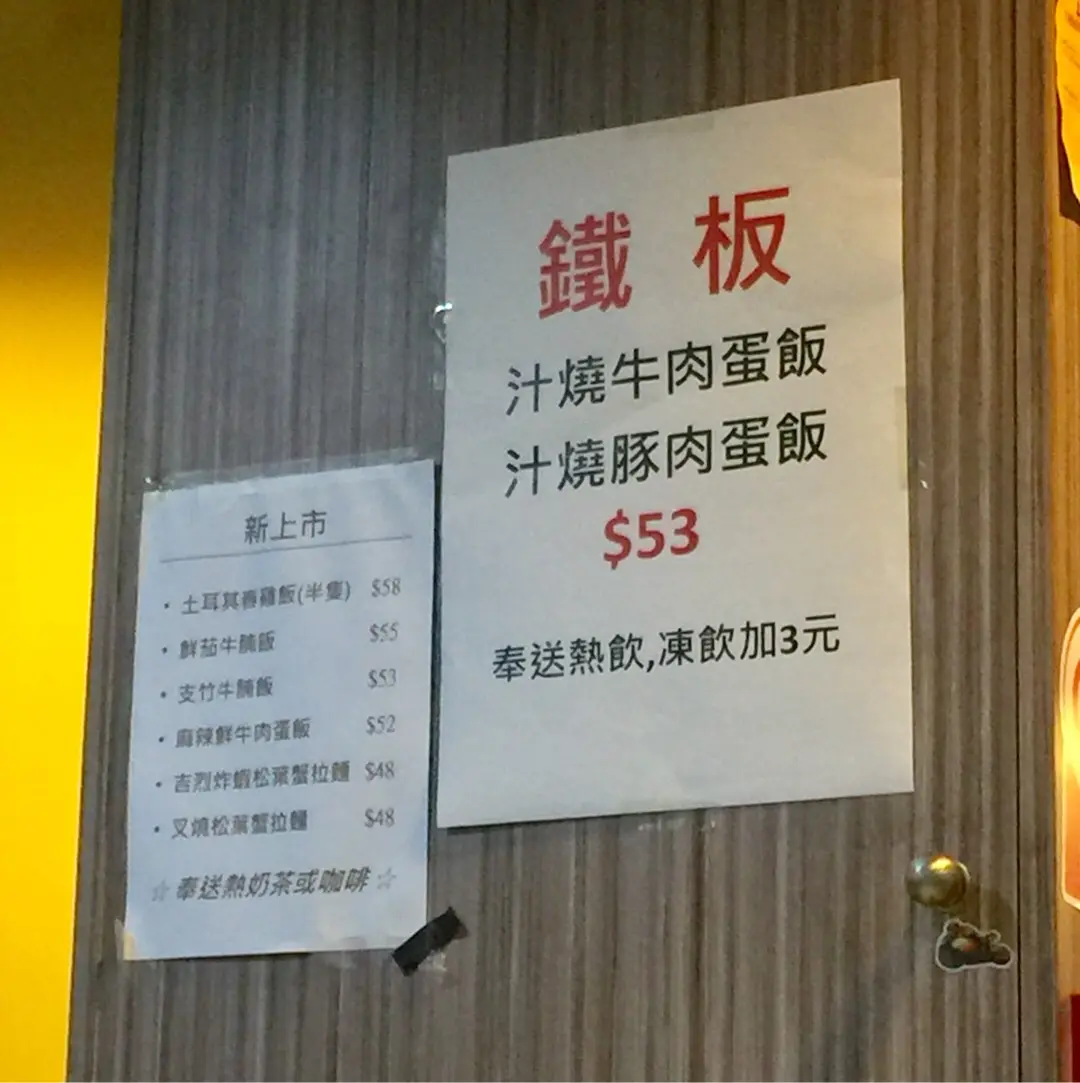 鐵 板
汁燒牛肉蛋飯
汁燒豚肉蛋飯
$53
奉送熱飲,凍飲加3元
新上市
• 土耳其春雞飯(半隻) $58
• 鮮茄牛腩飯 $55
• 支竹牛腩飯 $53
• 麻辣鮮牛肉蛋飯 $52
• 吉烈炸蝦松葉蟹拉麵 $48
• 叉燒松葉蟹拉麵 $48
☆ 奉送熱奶茶或咖啡 ☆